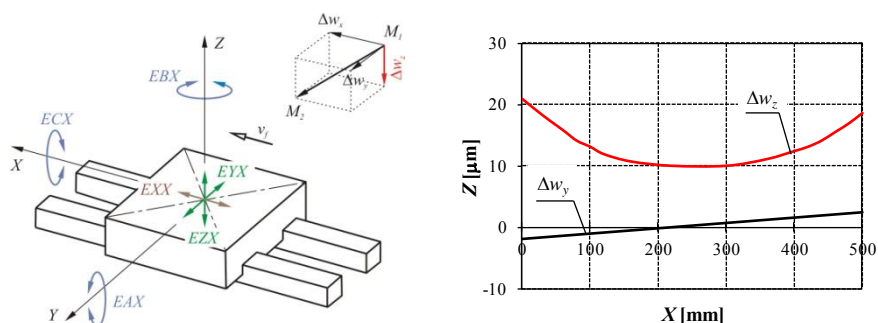 Z
EBX
ECX
X
EXX
EYX
EZX
Y
EAX
v_f
Δw_x
M_1
Δw_y
Δw_z
M_2
Z [µm]
30
20
10
0
-10
Δw_z
Δw_y
0 100 200 300 400 500
X [mm]